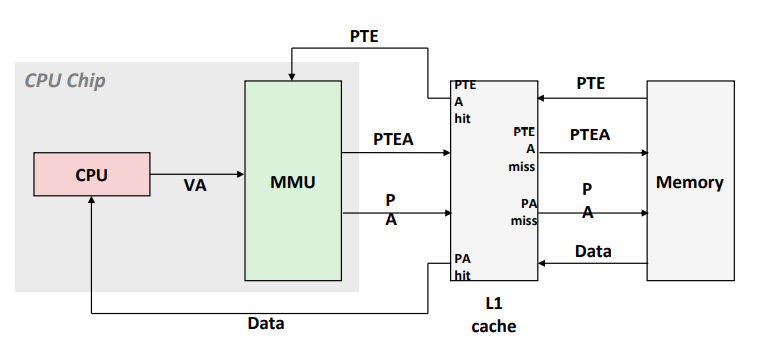 PTE
CPU Chip
PTE
A
hit
PTE
PTEA
PTE
A
miss
PTEA
CPU
VA
MMU
Memory
P
A
PA
miss
P
A
PA
hit
Data
L1
cache
Data